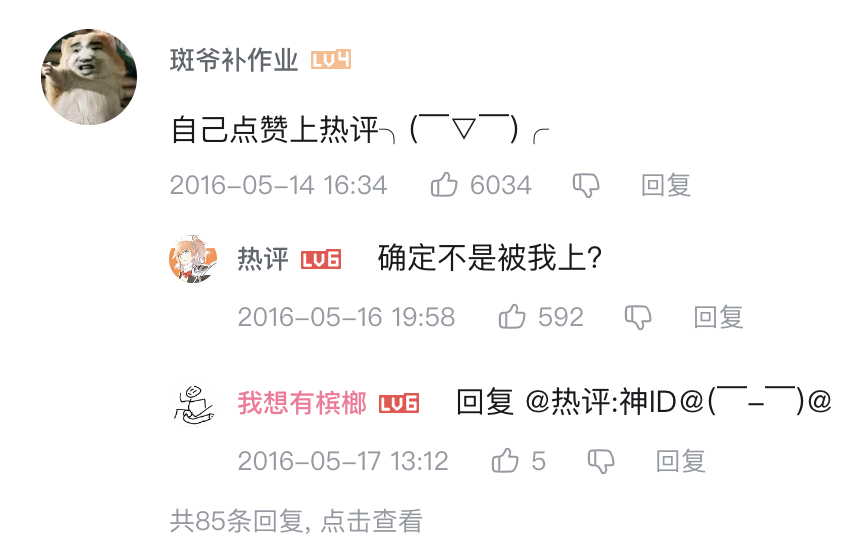 斑爷补作业 LV4
自己点赞上热评╮(￣▽￣)╭
2016-05-14 16:34 6034 回复
热评 LV6 确定不是被我上?
2016-05-16 19:58 592 回复
我想有槟榔 LV6 回复 @热评:神ID@(￣-￣)@
2016-05-17 13:12 5 回复
共85条回复, 点击查看